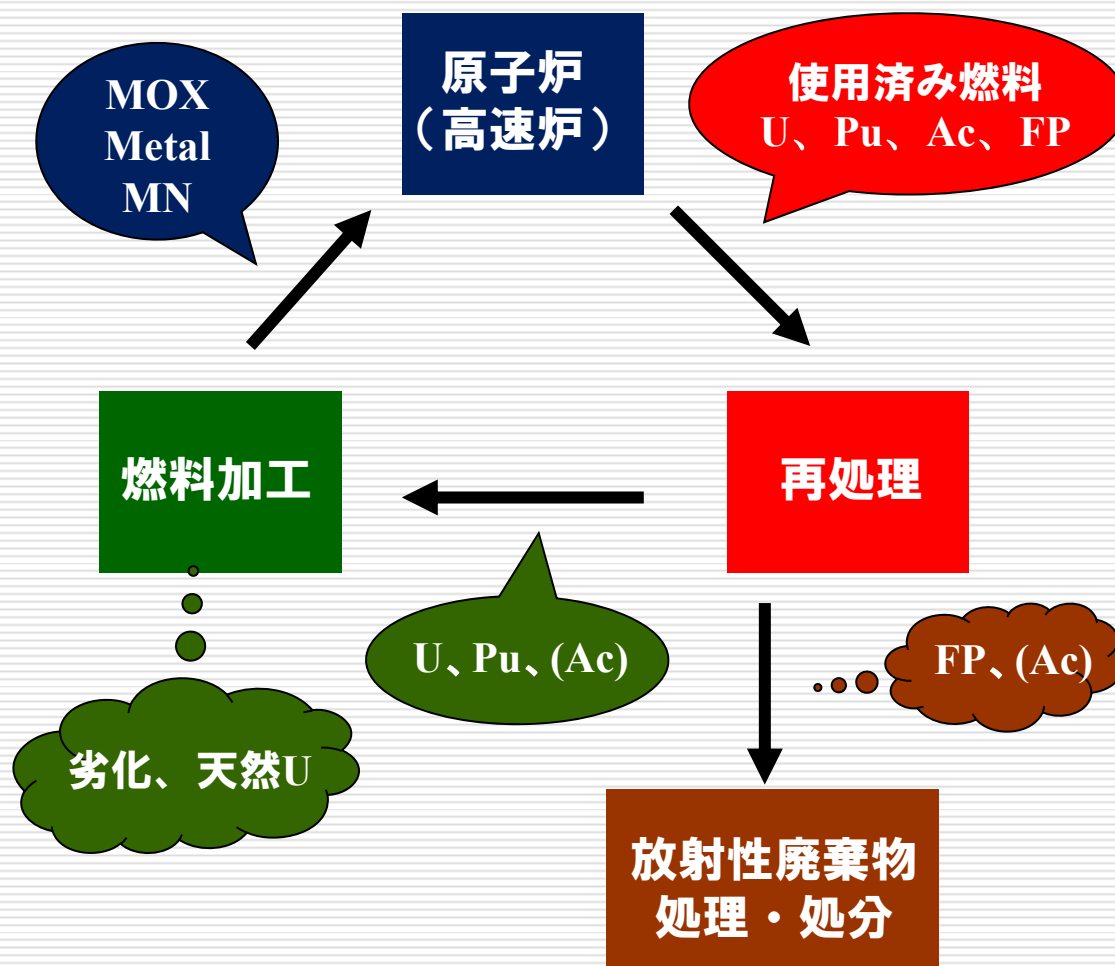 MOX
Metal
MN
原子炉
（高速炉）
使用済み燃料
U、Pu、Ac、FP
燃料加工
再処理
U、Pu、(Ac)
FP、(Ac)
劣化、天然U
放射性廃棄物
処理・処分